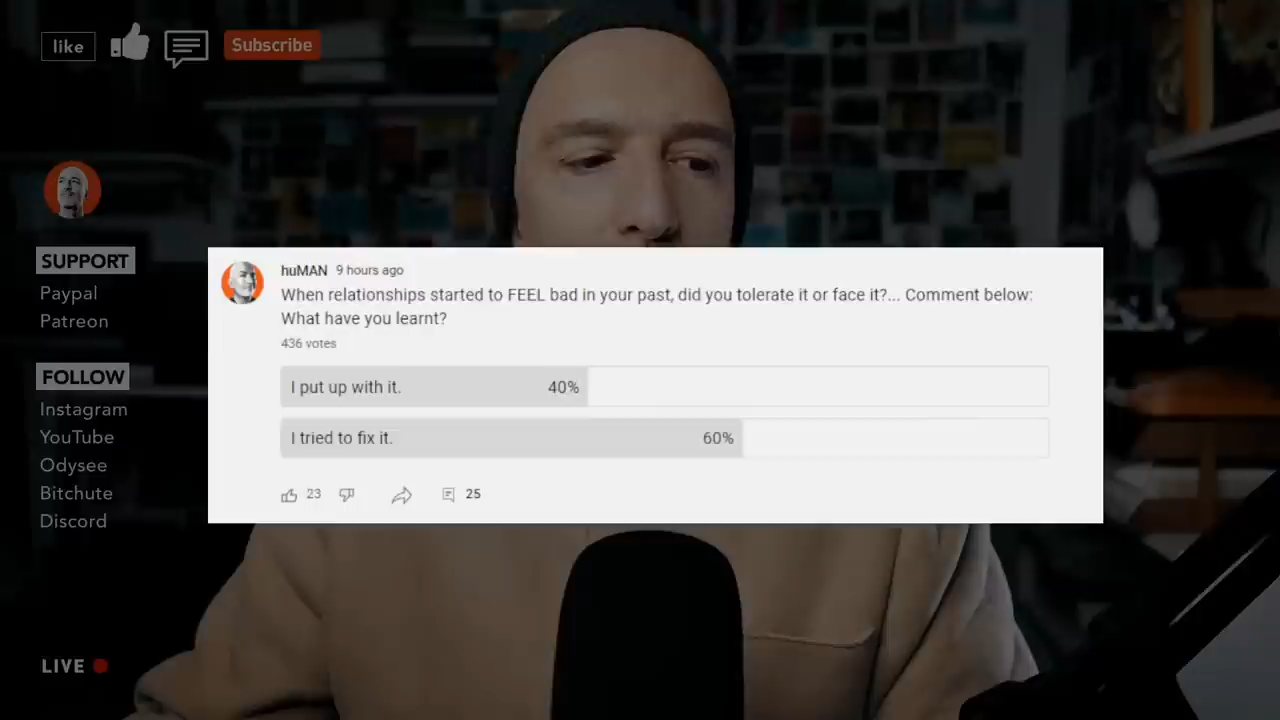 like
Subscribe
SUPPORT
Paypal
Patreon
FOLLOW
Instagram
YouTube
Odysee
Bitchute
Discord
LIVE
huMAN 9 hours ago
When relationships started to FEEL bad in your past, did you tolerate it or face it?... Comment below:
What have you learnt?
436 votes
I put up with it. 40%
I tried to fix it. 60%
23 25